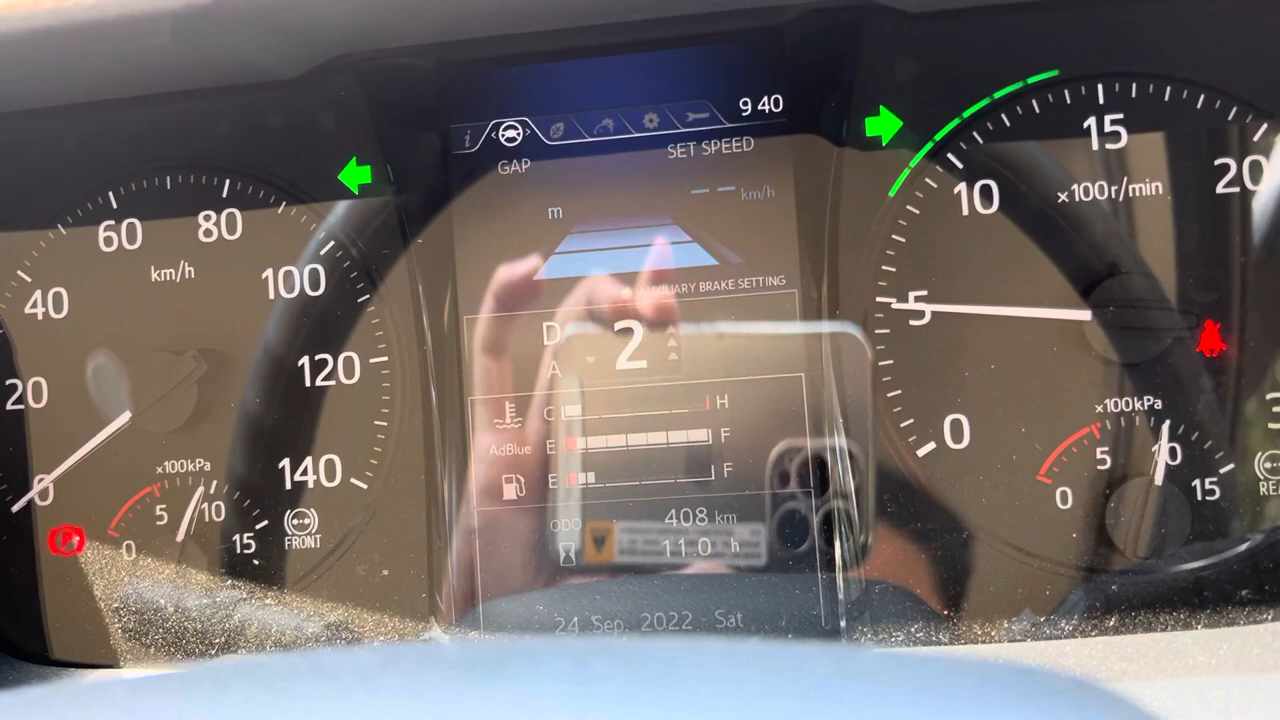 9 40
GAP
SET SPEED
km/h
m
AUXILIARY BRAKE SETTING
D
2
A
C H
AdBlue E F
E F
ODO 408 km
11.0 h
24 Sep. 2022 Sat
0
20
40
60
80
100
120
140
km/h
×100kPa
0
5
10
15
FRONT
P
0
5
10
15
20
×100r/min
×100kPa
0
5
10
15